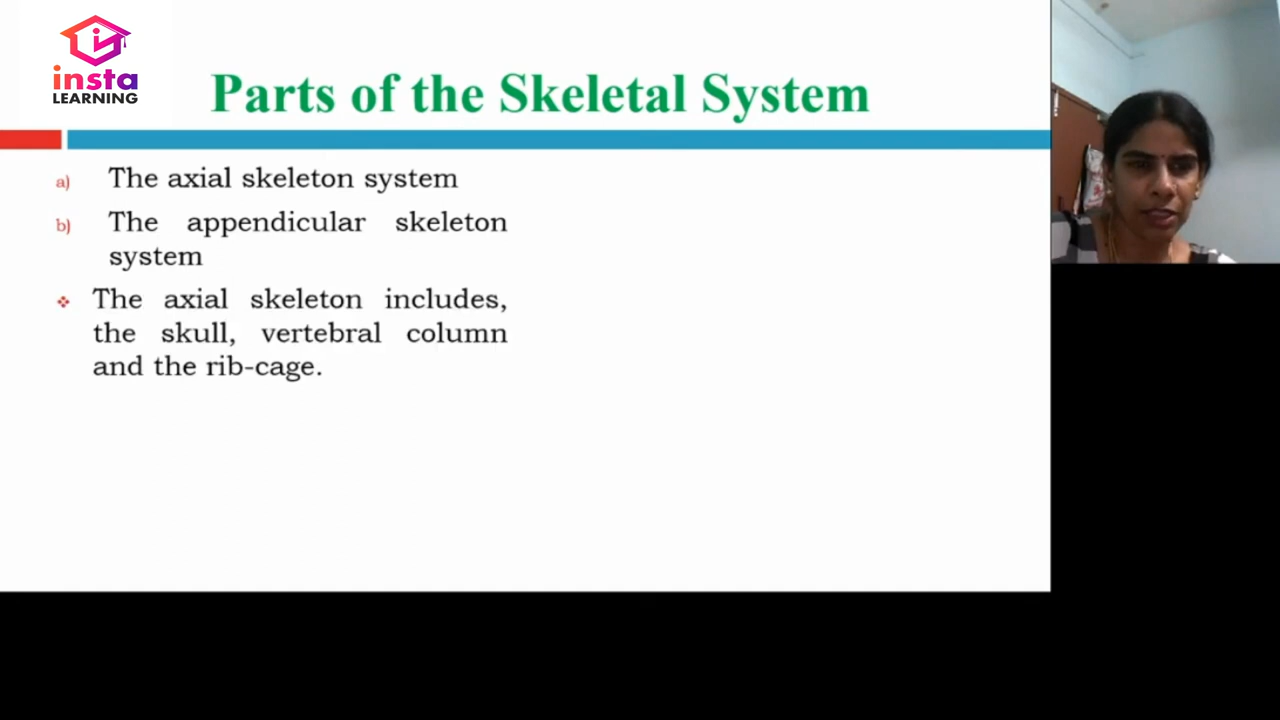 insta
LEARNING
Parts of the Skeletal System
a) The axial skeleton system
b) The appendicular skeleton
system
❖ The axial skeleton includes,
the skull, vertebral column
and the rib-cage.